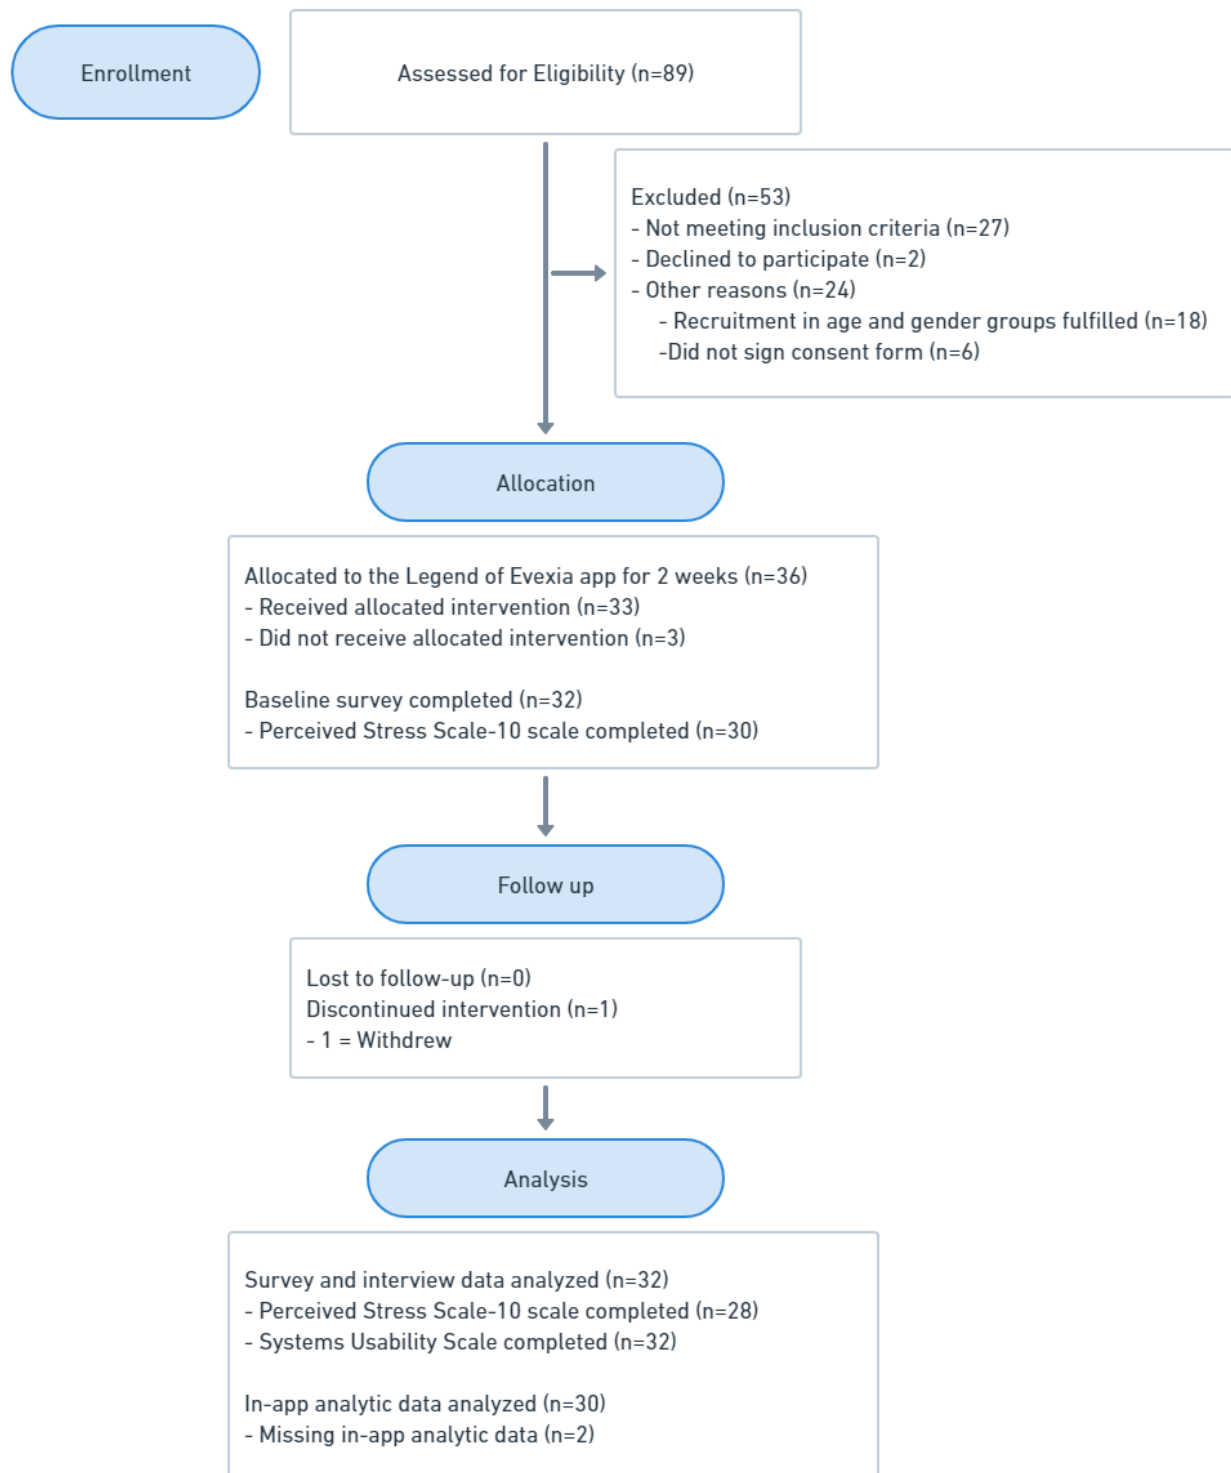 Enrollment
Assessed for Eligibility (n=89)
Excluded (n=53)
- Not meeting inclusion criteria (n=27)
- Declined to participate (n=2)
- Other reasons (n=24)
- Recruitment in age and gender groups fulfilled (n=18)
-Did not sign consent form (n=6)
Allocation
Allocated to the Legend of Evexia app for 2 weeks (n=36)
- Received allocated intervention (n=33)
- Did not receive allocated intervention (n=3)
Baseline survey completed (n=32)
- Perceived Stress Scale-10 scale completed (n=30)
Follow up
Lost to follow-up (n=0)
Discontinued intervention (n=1)
- 1 = Withdrew
Analysis
Survey and interview data analyzed (n=32)
- Perceived Stress Scale-10 scale completed (n=28)
- Systems Usability Scale completed (n=32)
In-app analytic data analyzed (n=30)
- Missing in-app analytic data (n=2)